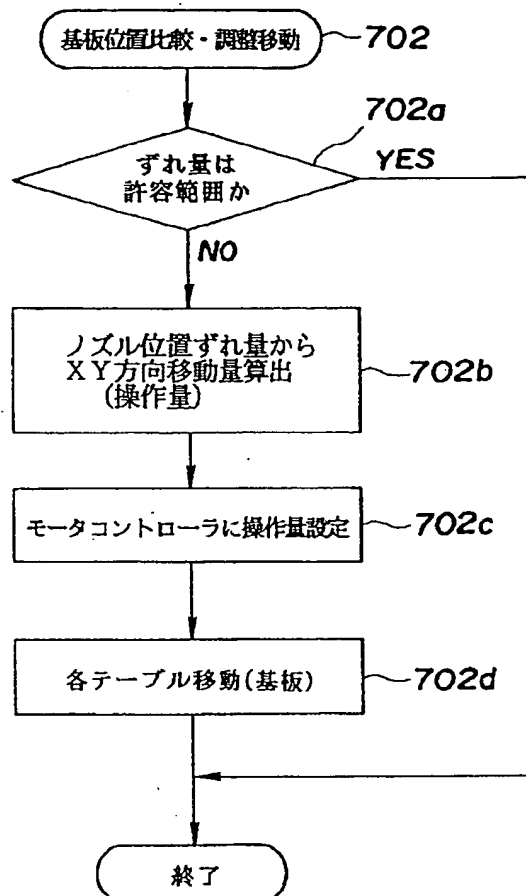 基板位置比較・調整移動
702
702a
ずれ量は
許容範囲か
YES
NO
ノズル位置ずれ量から
XY方向移動量算出
(操作量)
702b
モータコントローラに操作量設定
702c
各テーブル移動(基板)
702d
終了